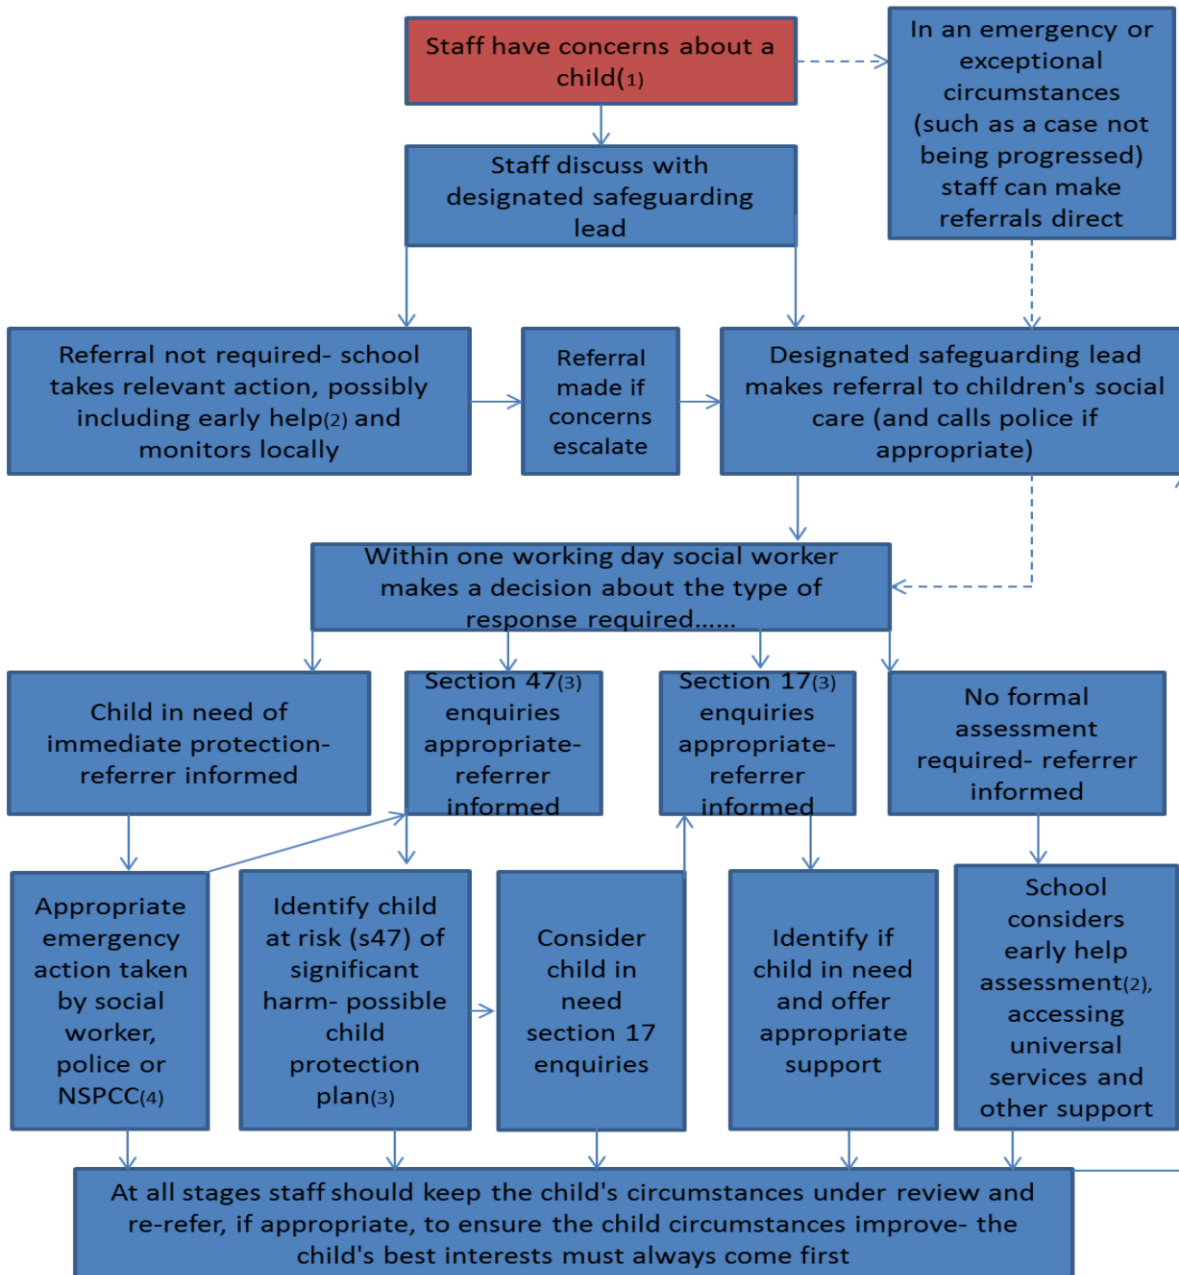 Staff have concerns about a
child(1)
In an emergency or
exceptional
circumstances
(such as a case not
being progressed)
staff can make
referrals direct
Staff discuss with
designated safeguarding
lead
Referral not required- school
takes relevant action, possibly
including early help(2) and
monitors locally
Referral
made if
concerns
escalate
Designated safeguarding lead
makes referral to children's social
care (and calls police if
appropriate)
Within one working day social worker
makes a decision about the type of
response required......
Child in need of
immediate protection-
referrer informed
Section 47(3)
enquiries
appropriate-
referrer
informed
Section 17(3)
enquiries
appropriate-
referrer
informed
No formal
assessment
required- referrer
informed
Appropriate
emergency
action taken
by social
worker,
police or
NSPCC(4)
Identify child
at risk (s47) of
significant
harm- possible
child
protection
plan(3)
Consider
child in
need
section 17
enquiries
Identify if
child in need
and offer
appropriate
support
School
considers
early help
assessment(2),
accessing
universal
services and
other support
At all stages staff should keep the child's circumstances under review and
re-refer, if appropriate, to ensure the child circumstances improve- the
child's best interests must always come first